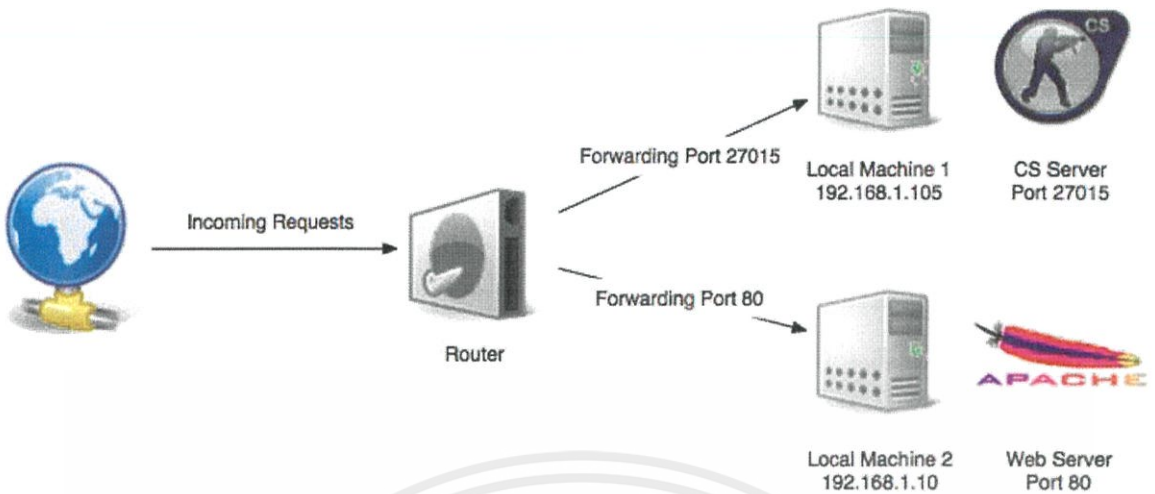 CS
Forwarding Port 27015
Local Machine 1
192.168.1.105
CS Server
Port 27015
Incoming Requests
Router
Forwarding Port 80
APACHE
Local Machine 2
192.168.1.10
Web Server
Port 80